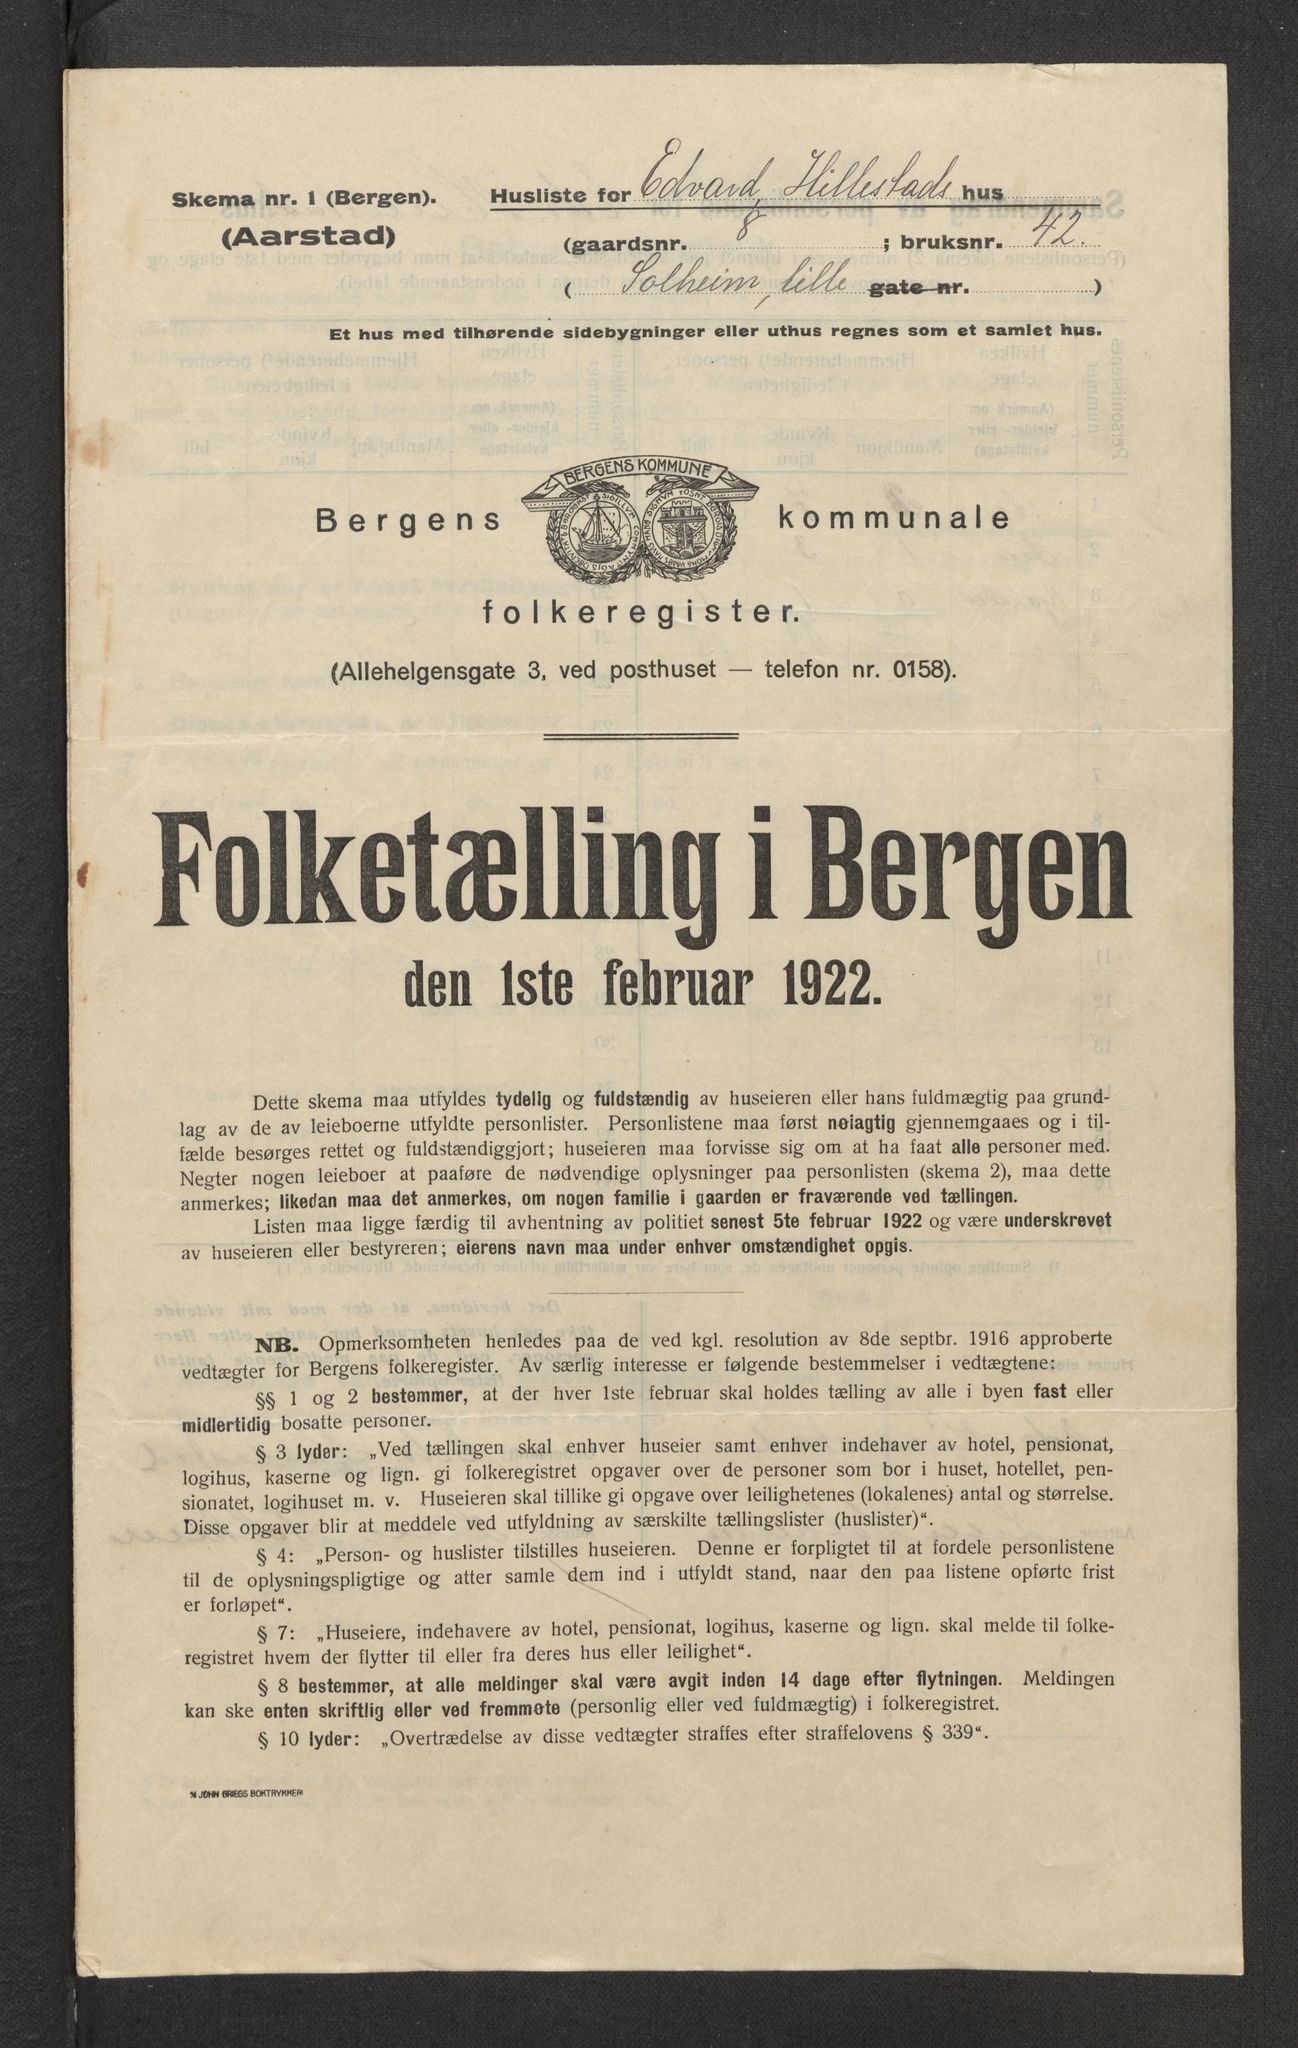 Skema nr. 1 (Bergen).
(Aarstad)
Husliste for Edvard Hillestads hus
(gaardsnr. 8 ; bruksnr. 42.
( Solheim, lille gate nr. )
Et hus med tilhørende sidebygninger eller uthus regnes som et samlet hus.
BERGENS KOMMUNE
Bergens kommunale
folkeregister.
(Allehelgensgate 3, ved posthuset — telefon nr. 0158).
Folketælling i Bergen
den 1ste februar 1922.
Dette skema maa utfyldes tydelig og fuldstændig av huseieren eller hans fuldmægtig paa grund-
lag av de av leieboerne utfyldte personlister. Personlistene maa først nøiagtig gjennemgaaes og i til-
fælde besørges rettet og fuldstændiggjort; huseieren maa forvisse sig om at ha faat alle personer med.
Negter nogen leieboer at paaføre de nødvendige oplysninger paa personlisten (skema 2), maa dette
anmerkes; likedan maa det anmerkes, om nogen familie i gaarden er fraværende ved tællingen.
Listen maa ligge færdig til avhentning av politiet senest 5te februar 1922 og være underskrevet
av huseieren eller bestyreren; eierens navn maa under enhver omstændighet opgis.
NB. Opmerksomheten henledes paa de ved kgl. resolution av 8de septbr. 1916 approberte
vedtægter for Bergens folkeregister. Av særlig interesse er følgende bestemmelser i vedtægtene:
§§ 1 og 2 bestemmer, at der hver 1ste februar skal holdes tælling av alle i byen fast eller
midlertidig bosatte personer.
§ 3 lyder: „Ved tællingen skal enhver huseier samt enhver indehaver av hotel, pensionat,
logihus, kaserne og lign. gi folkeregistret opgaver over de personer som bor i huset, hotellet, pen-
sionatet, logihuset m. v. Huseieren skal tillike gi opgave over leilighetenes (lokalenes) antal og størrelse.
Disse opgaver blir at meddele ved utfyldning av særskilte tællingslister (huslister)“.
§ 4: „Person- og huslister tilstilles huseieren. Denne er forpligtet til at fordele personlistene
til de oplysningspligtige og atter samle dem ind i utfyldt stand, naar den paa listene opførte frist
er forløpet“.
§ 7: „Huseiere, indehavere av hotel, pensionat, logihus, kaserne og lign. skal melde til folke-
registret hvem der flytter til eller fra deres hus eller leilighet“.
§ 8 bestemmer, at alle meldinger skal være avgit inden 14 dage efter flytningen. Meldingen
kan ske enten skriftlig eller ved fremmøte (personlig eller ved fuldmægtig) i folkeregistret.
§ 10 lyder: „Overtrædelse av disse vedtægter straffes efter straffelovens § 339“.
JOHN GRIEGS BOKTRYKKERI